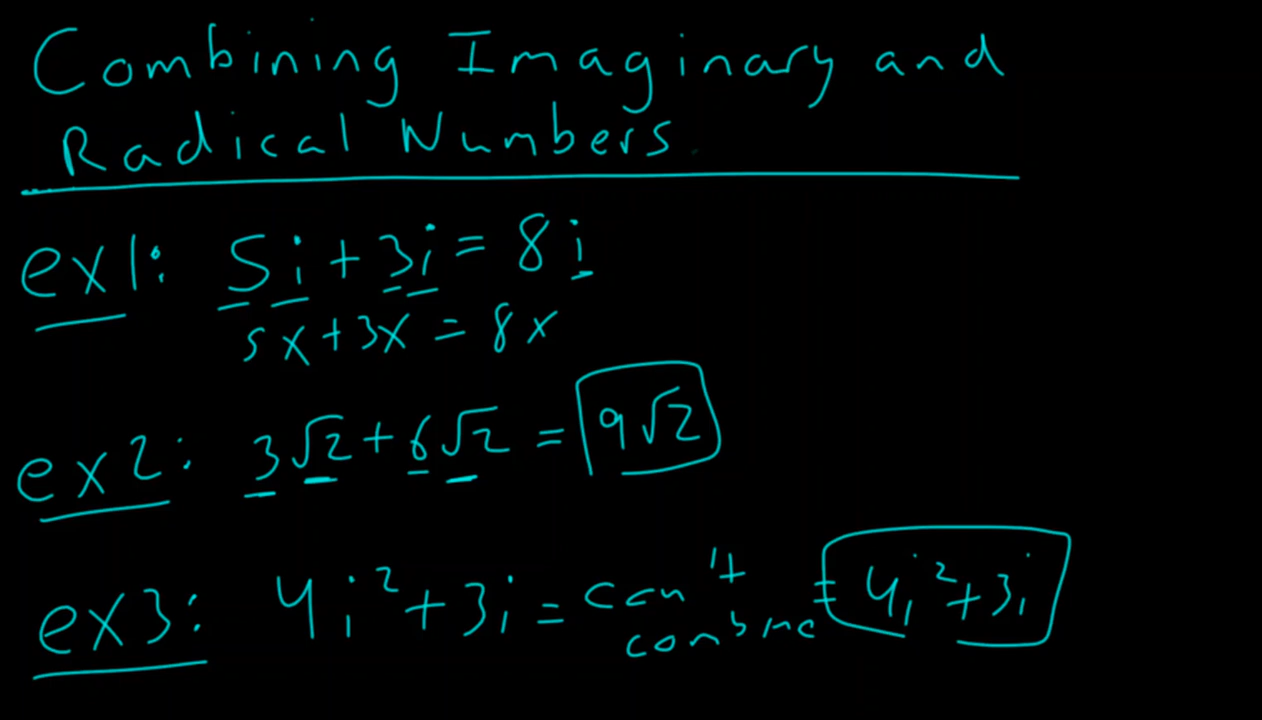 Combining Imaginary and
Radical Numbers
ex1: 5i+3i=8i
5x+3x=8x
ex2: 3√2+6√2=9√2
ex3: 4i²+3i=can't combine=4i²+3i